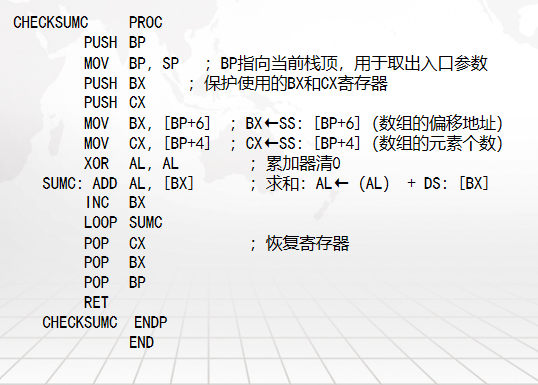 CHECKSUMC PROC
PUSH BP
MOV BP, SP ; BP指向当前栈顶，用于取出入口参数
PUSH BX ; 保护使用的BX和CX寄存器
PUSH CX
MOV BX, [BP+6] ; BX←SS: [BP+6] (数组的偏移地址)
MOV CX, [BP+4] ; CX←SS: [BP+4] (数组的元素个数)
XOR AL, AL ; 累加器清0
SUMC: ADD AL, [BX] ; 求和: AL← (AL) + DS: [BX]
INC BX
LOOP SUMC
POP CX ; 恢复寄存器
POP BX
POP BP
RET
CHECKSUMC ENDP
END